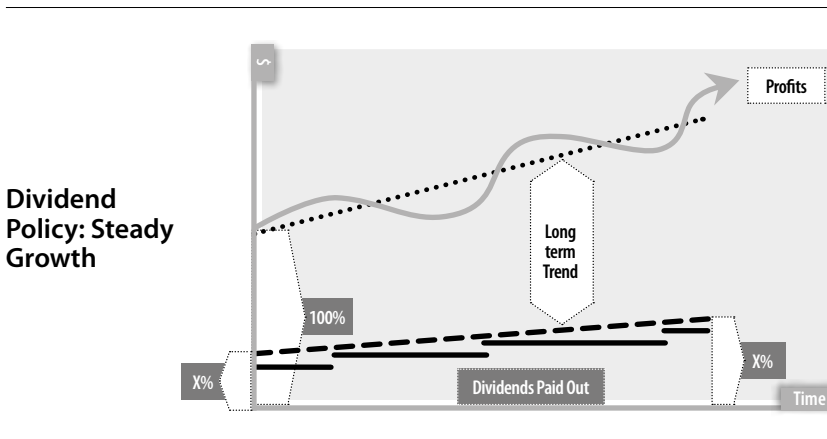 $
Profits
Dividend
Policy: Steady
Growth
Long
term
Trend
100%
X%
X%
Dividends Paid Out
Time